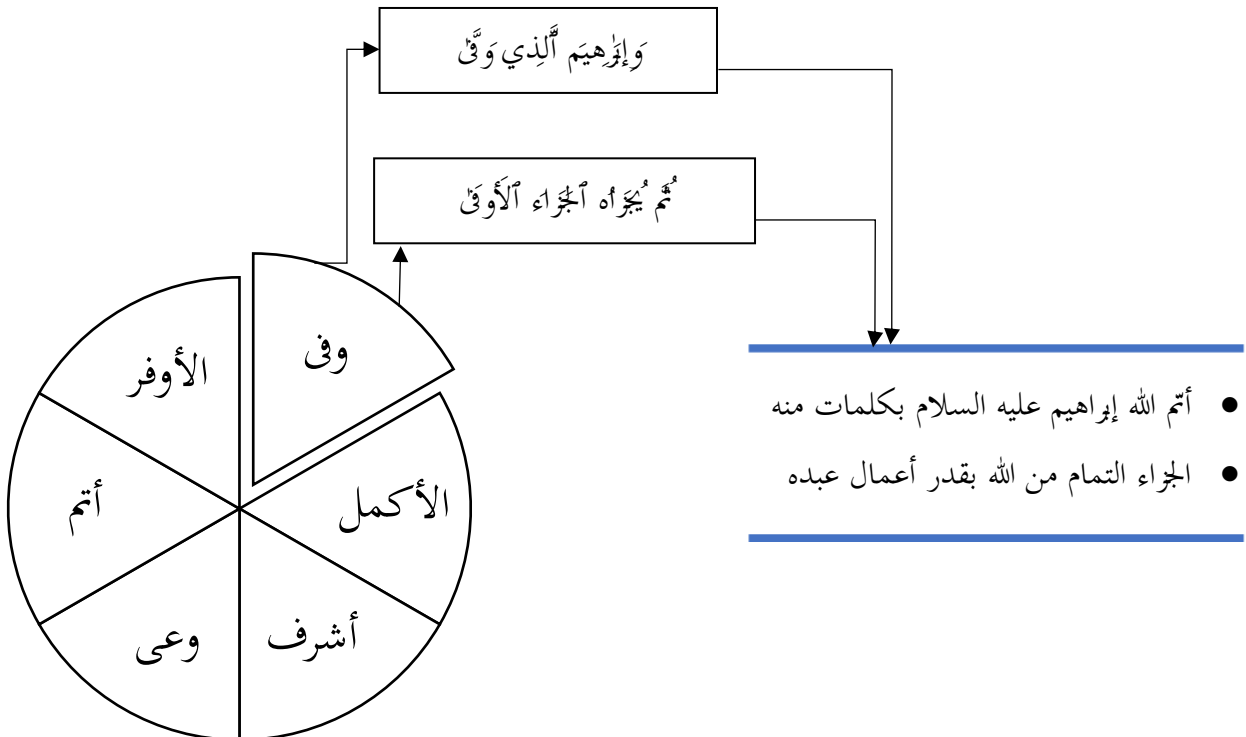 وَإِبۡرَٰهِيمَ ٱلَّذِي وَفَّىٰٓ
ثُمَّ يُجۡزَىٰهُ ٱلۡجَزَآءَ ٱلۡأَوۡفَىٰ
وفى
الأوفر
الأكمل
أتم
أشرف
وعى
أتمّ الله إبراهيم عليه السلام بكلمات منه
الجزاء التمام من الله بقدر أعمال عبده